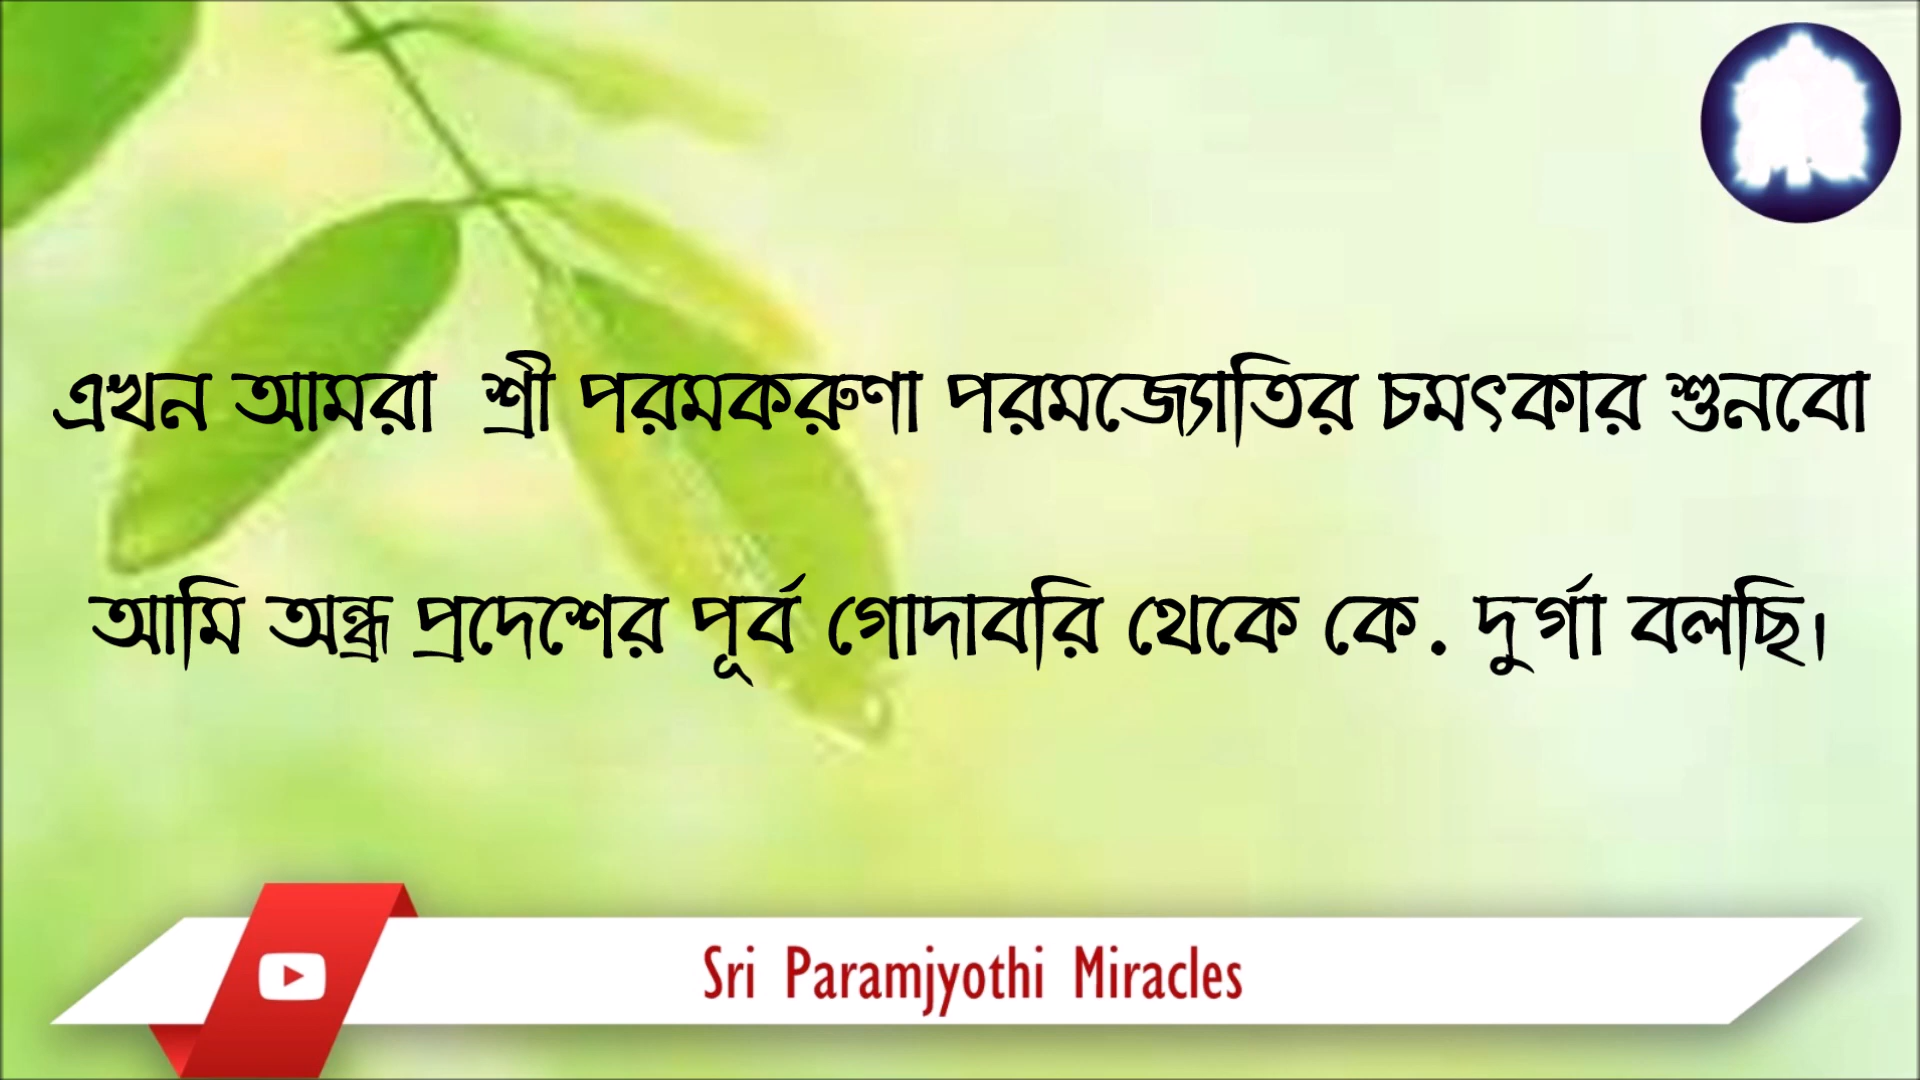 এখন আমরা শ্রী পরমকরুণা পরমজ্যোতির চমৎকার শুনবো
আমি অন্ধ্র প্রদেশের পূর্ব গোদাবরি থেকে কে. দুর্গা বলছি।
Sri Paramjyothi Miracles